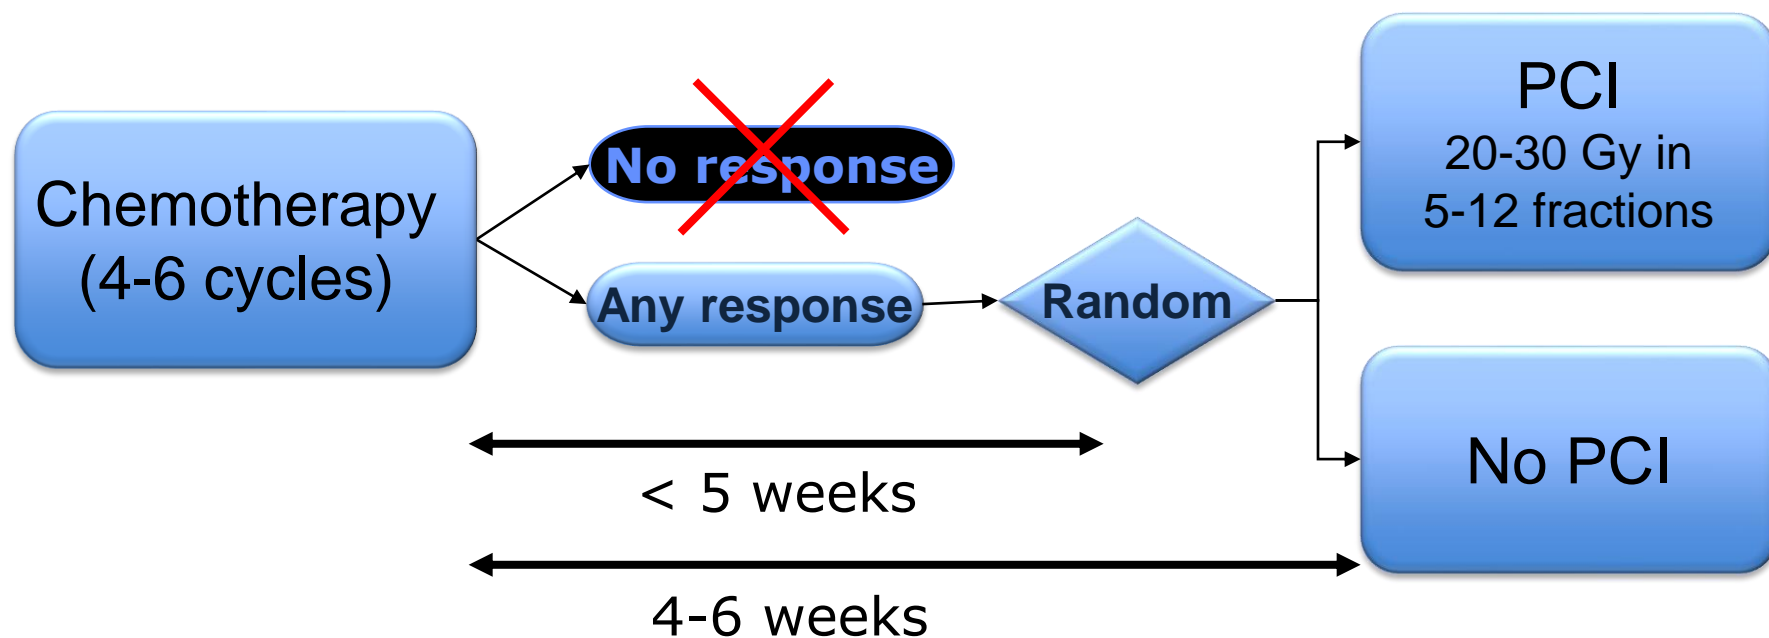 Chemotherapy
(4-6 cycles)
No response
Any response
Random
PCI
20-30 Gy in
5-12 fractions
No PCI
< 5 weeks
4-6 weeks